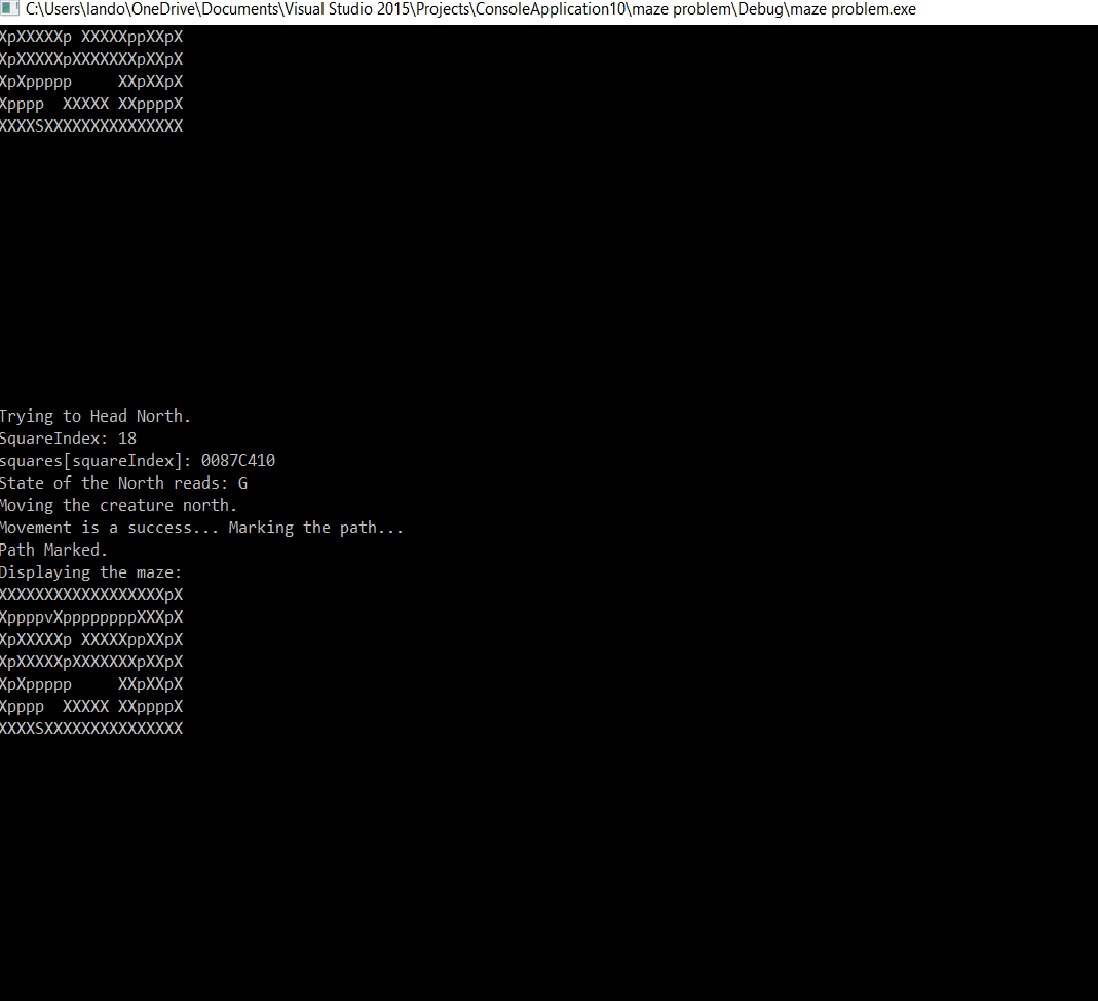 C:\Users\lando\OneDrive\Documents\Visual Studio 2015\Projects\ConsoleApplication10\maze problem\Debug\maze problem.exe
XpXXXXXp XXXXXppXXpX
XpXXXXXpXXXXXXXpXXpX
XpXppppp     XXpXXpX
Xpppp  XXXXX XXppppX
XXXXSXXXXXXXXXXXXXXX
Trying to Head North.
SquareIndex: 18
squares[squareIndex]: 0087C410
State of the North reads: G
Moving the creature north.
Movement is a success... Marking the path...
Path Marked.
Displaying the maze:
XXXXXXXXXXXXXXXXXXpX
XppppvXppppppppXXXpX
XpXXXXXp XXXXXppXXpX
XpXXXXXpXXXXXXXpXXpX
XpXppppp     XXpXXpX
Xpppp  XXXXX XXppppX
XXXXSXXXXXXXXXXXXXXX